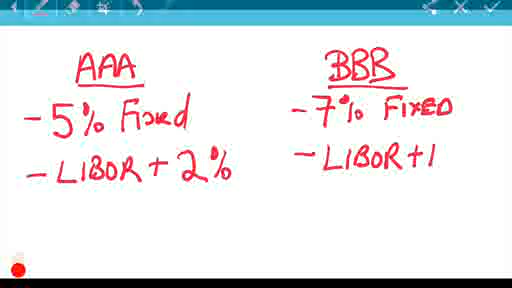 AAA
- 5% Fixed
- LIBOR + 2%
BBB
- 7% FIXED
- LIBOR + 1